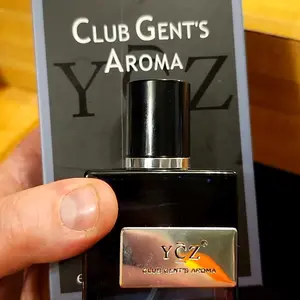 CLUB GENT'S
AROMA
YCZ
YCZ®
CLUB GENT'S AROMA
e